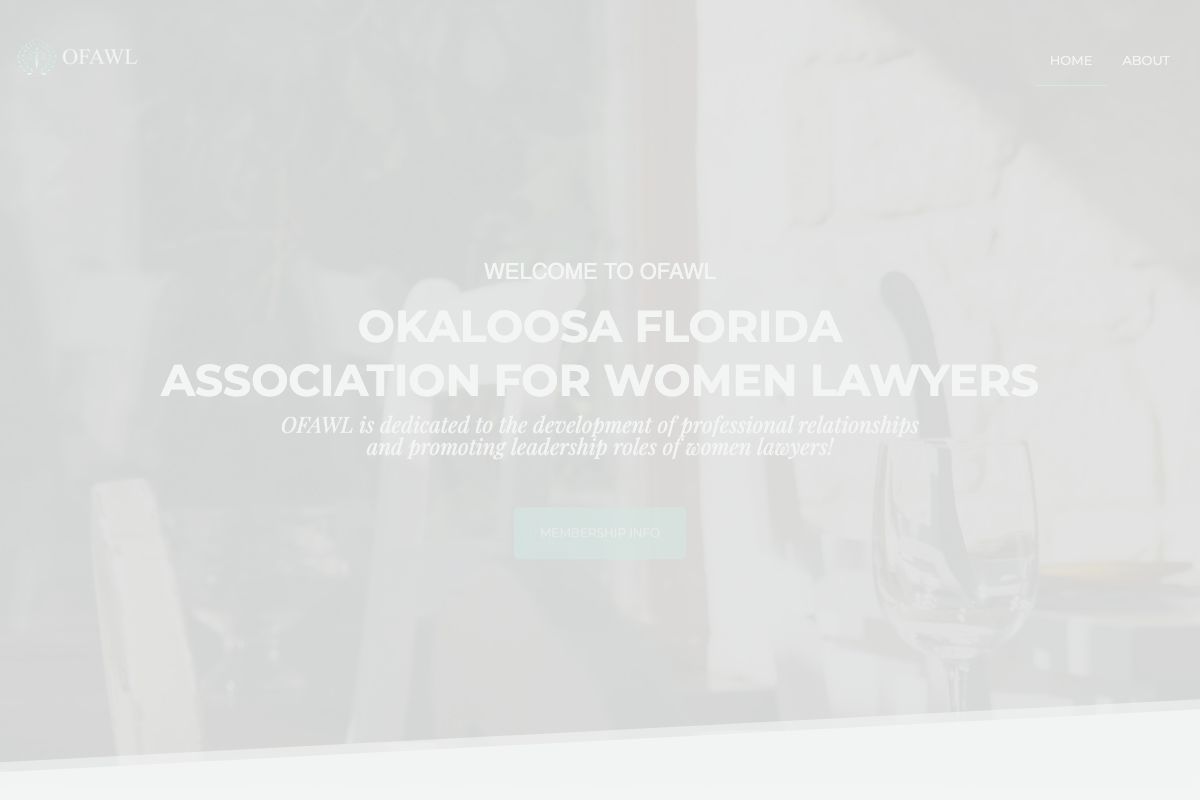 OFAWL
HOME
ABOUT
WELCOME TO OFAWL
OKALOOSA FLORIDA
ASSOCIATION FOR WOMEN LAWYERS
OFAWL is dedicated to the development of professional relationships
and promoting leadership roles of women lawyers!
MEMBERSHIP INFO